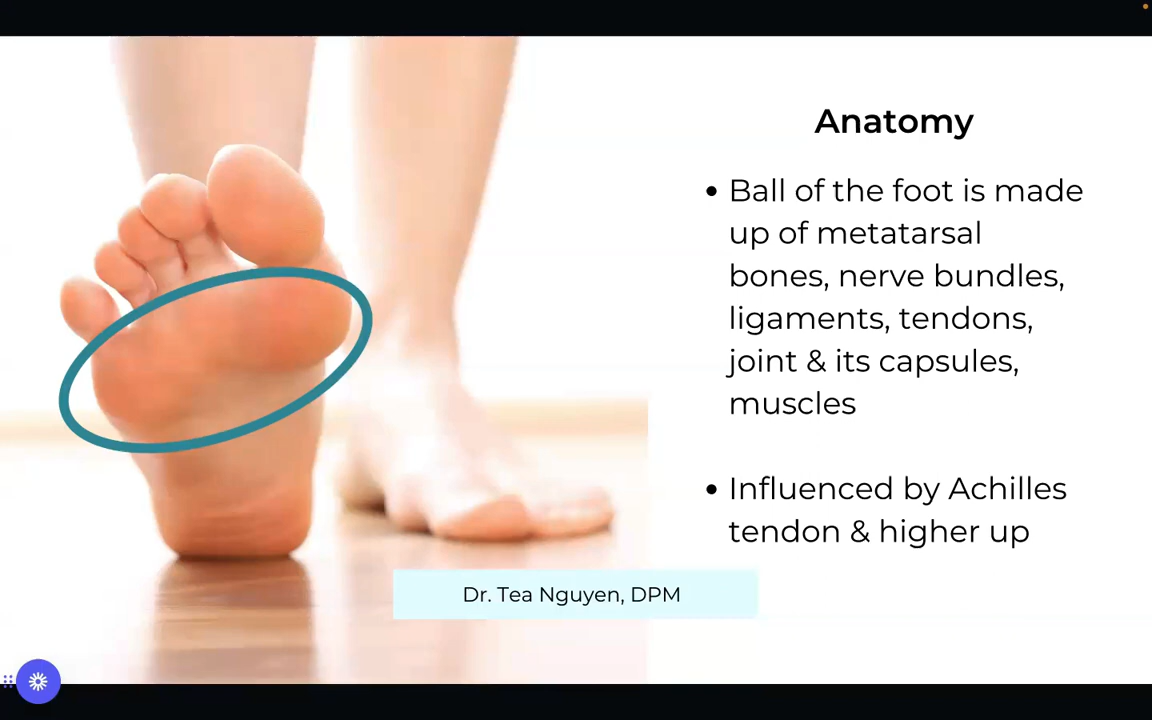 Anatomy
• Ball of the foot is made
up of metatarsal
bones, nerve bundles,
ligaments, tendons,
joint & its capsules,
muscles
• Influenced by Achilles
tendon & higher up
Dr. Tea Nguyen, DPM